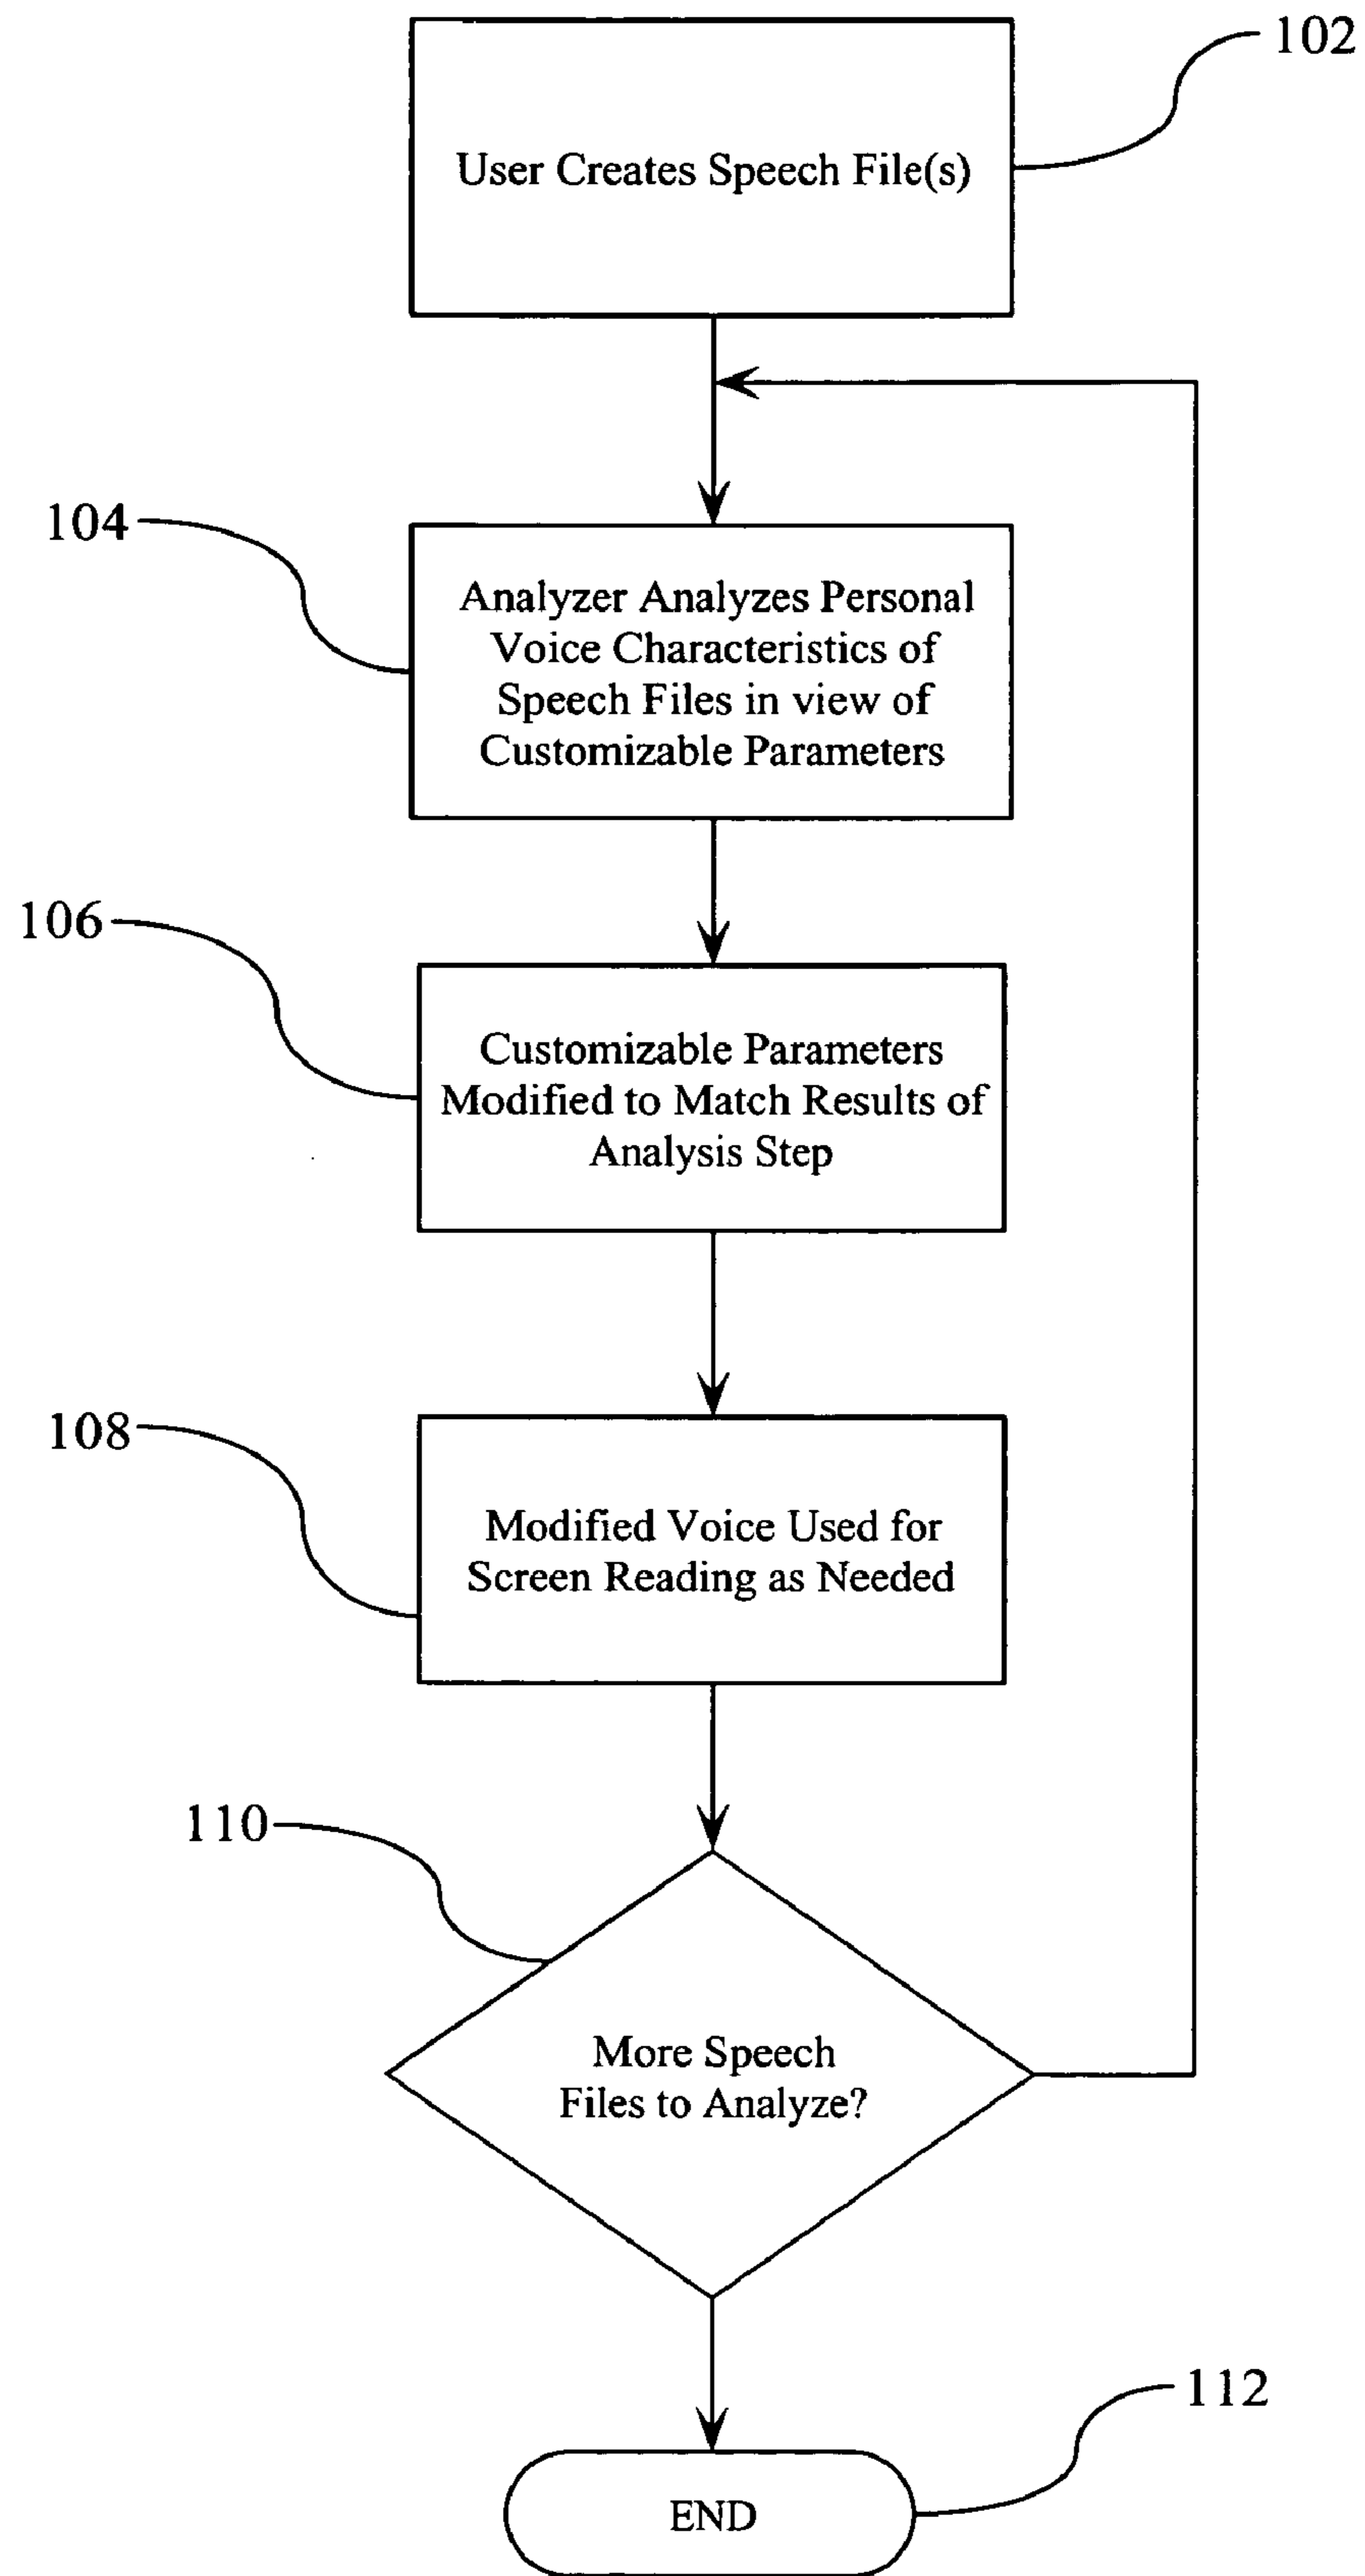 102
User Creates Speech File(s)
104
Analyzer Analyzes Personal
Voice Characteristics of
Speech Files in view of
Customizable Parameters
106
Customizable Parameters
Modified to Match Results of
Analysis Step
108
Modified Voice Used for
Screen Reading as Needed
110
More Speech
Files to Analyze?
112
END